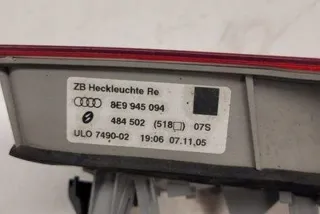 ZB Heckleuchte Re
8E9 945 094
484 502 (518□) 07S
ULO 7490-02 19:06 07.11.05